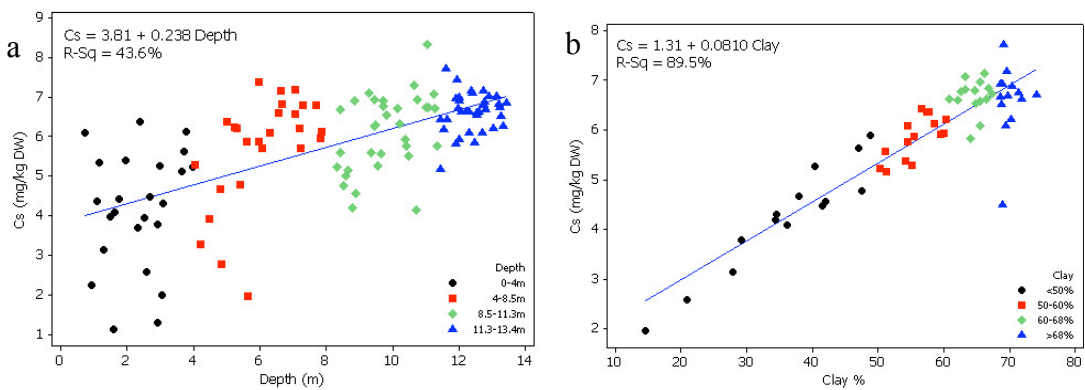 a
Cs = 3.81 + 0.238 Depth
R-Sq = 43.6%
Cs (mg/kg DW)
9
8
7
6
5
4
3
2
1
0 2 4 6 8 10 12 14
Depth (m)
Depth
0-4m
4-8.5m
8.5-11.3m
11.3-13.4m
b
Cs = 1.31 + 0.0810 Clay
R-Sq = 89.5%
Cs (mg/kg DW)
8
7
6
5
4
3
2
10 20 30 40 50 60 70 80
Clay %
Clay
<50%
50-60%
60-68%
>68%